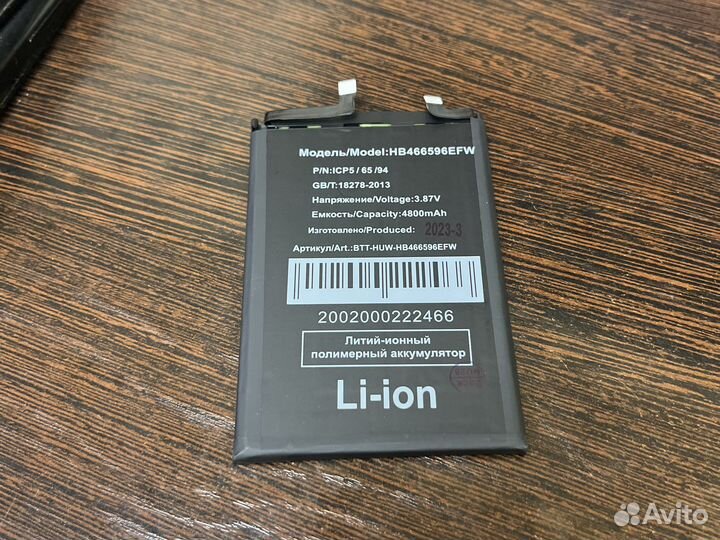 Модель/Model:HB466596EFW
P/N:ICP5 / 65 /94
GB/T:18278-2013
Напряжение/Voltage:3.87V
Емкость/Capacity:4800mAh
Изготовлено/Produced: 2023-3
Артикул/Art.:BTT-HUW-HB466596EFW
2002000222466
Литий-ионный
полимерный аккумулятор
Li-ion
Avito